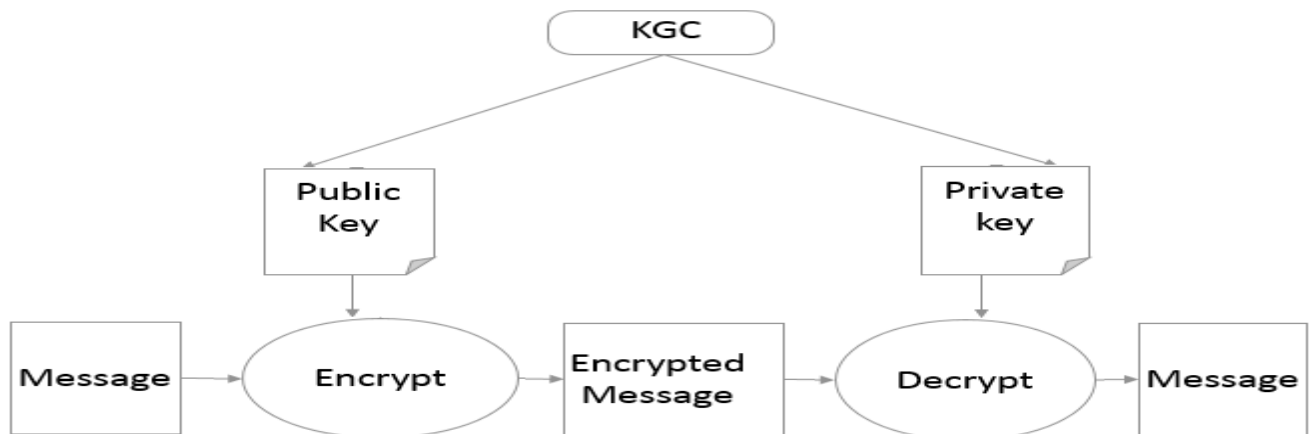 KGC
Public
Key
Private
key
Message
Encrypt
Encrypted
Message
Decrypt
Message